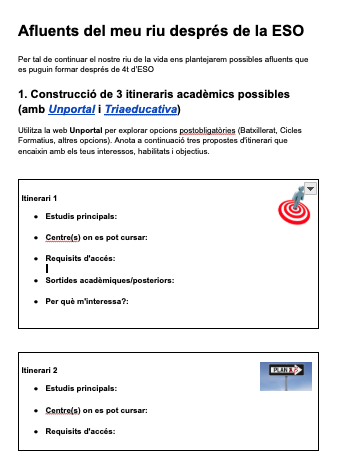 Afluents del meu riu després de la ESO
Per tal de continuar el nostre riu de la vida ens plantejarem possibles afluents que
es puguin formar després de 4t d'ESO
1. Construcció de 3 itineraris acadèmics possibles
(amb Unportal i Triaeducativa)
Utilitza la web Unportal per explorar opcions postobligatòries (Batxillerat, Cicles
Formatius, altres opcions). Anota a continuació tres propostes d'itinerari que
encaixin amb els teus interessos, habilitats i objectius.
Itinerari 1
● Estudis principals:
● Centre(s) on es pot cursar:
● Requisits d'accés:
● Sortides acadèmiques/posteriors:
● Per què m'interessa?:
Itinerari 2
PLAN
● Estudis principals:
● Centre(s) on es pot cursar:
● Requisits d'accés: